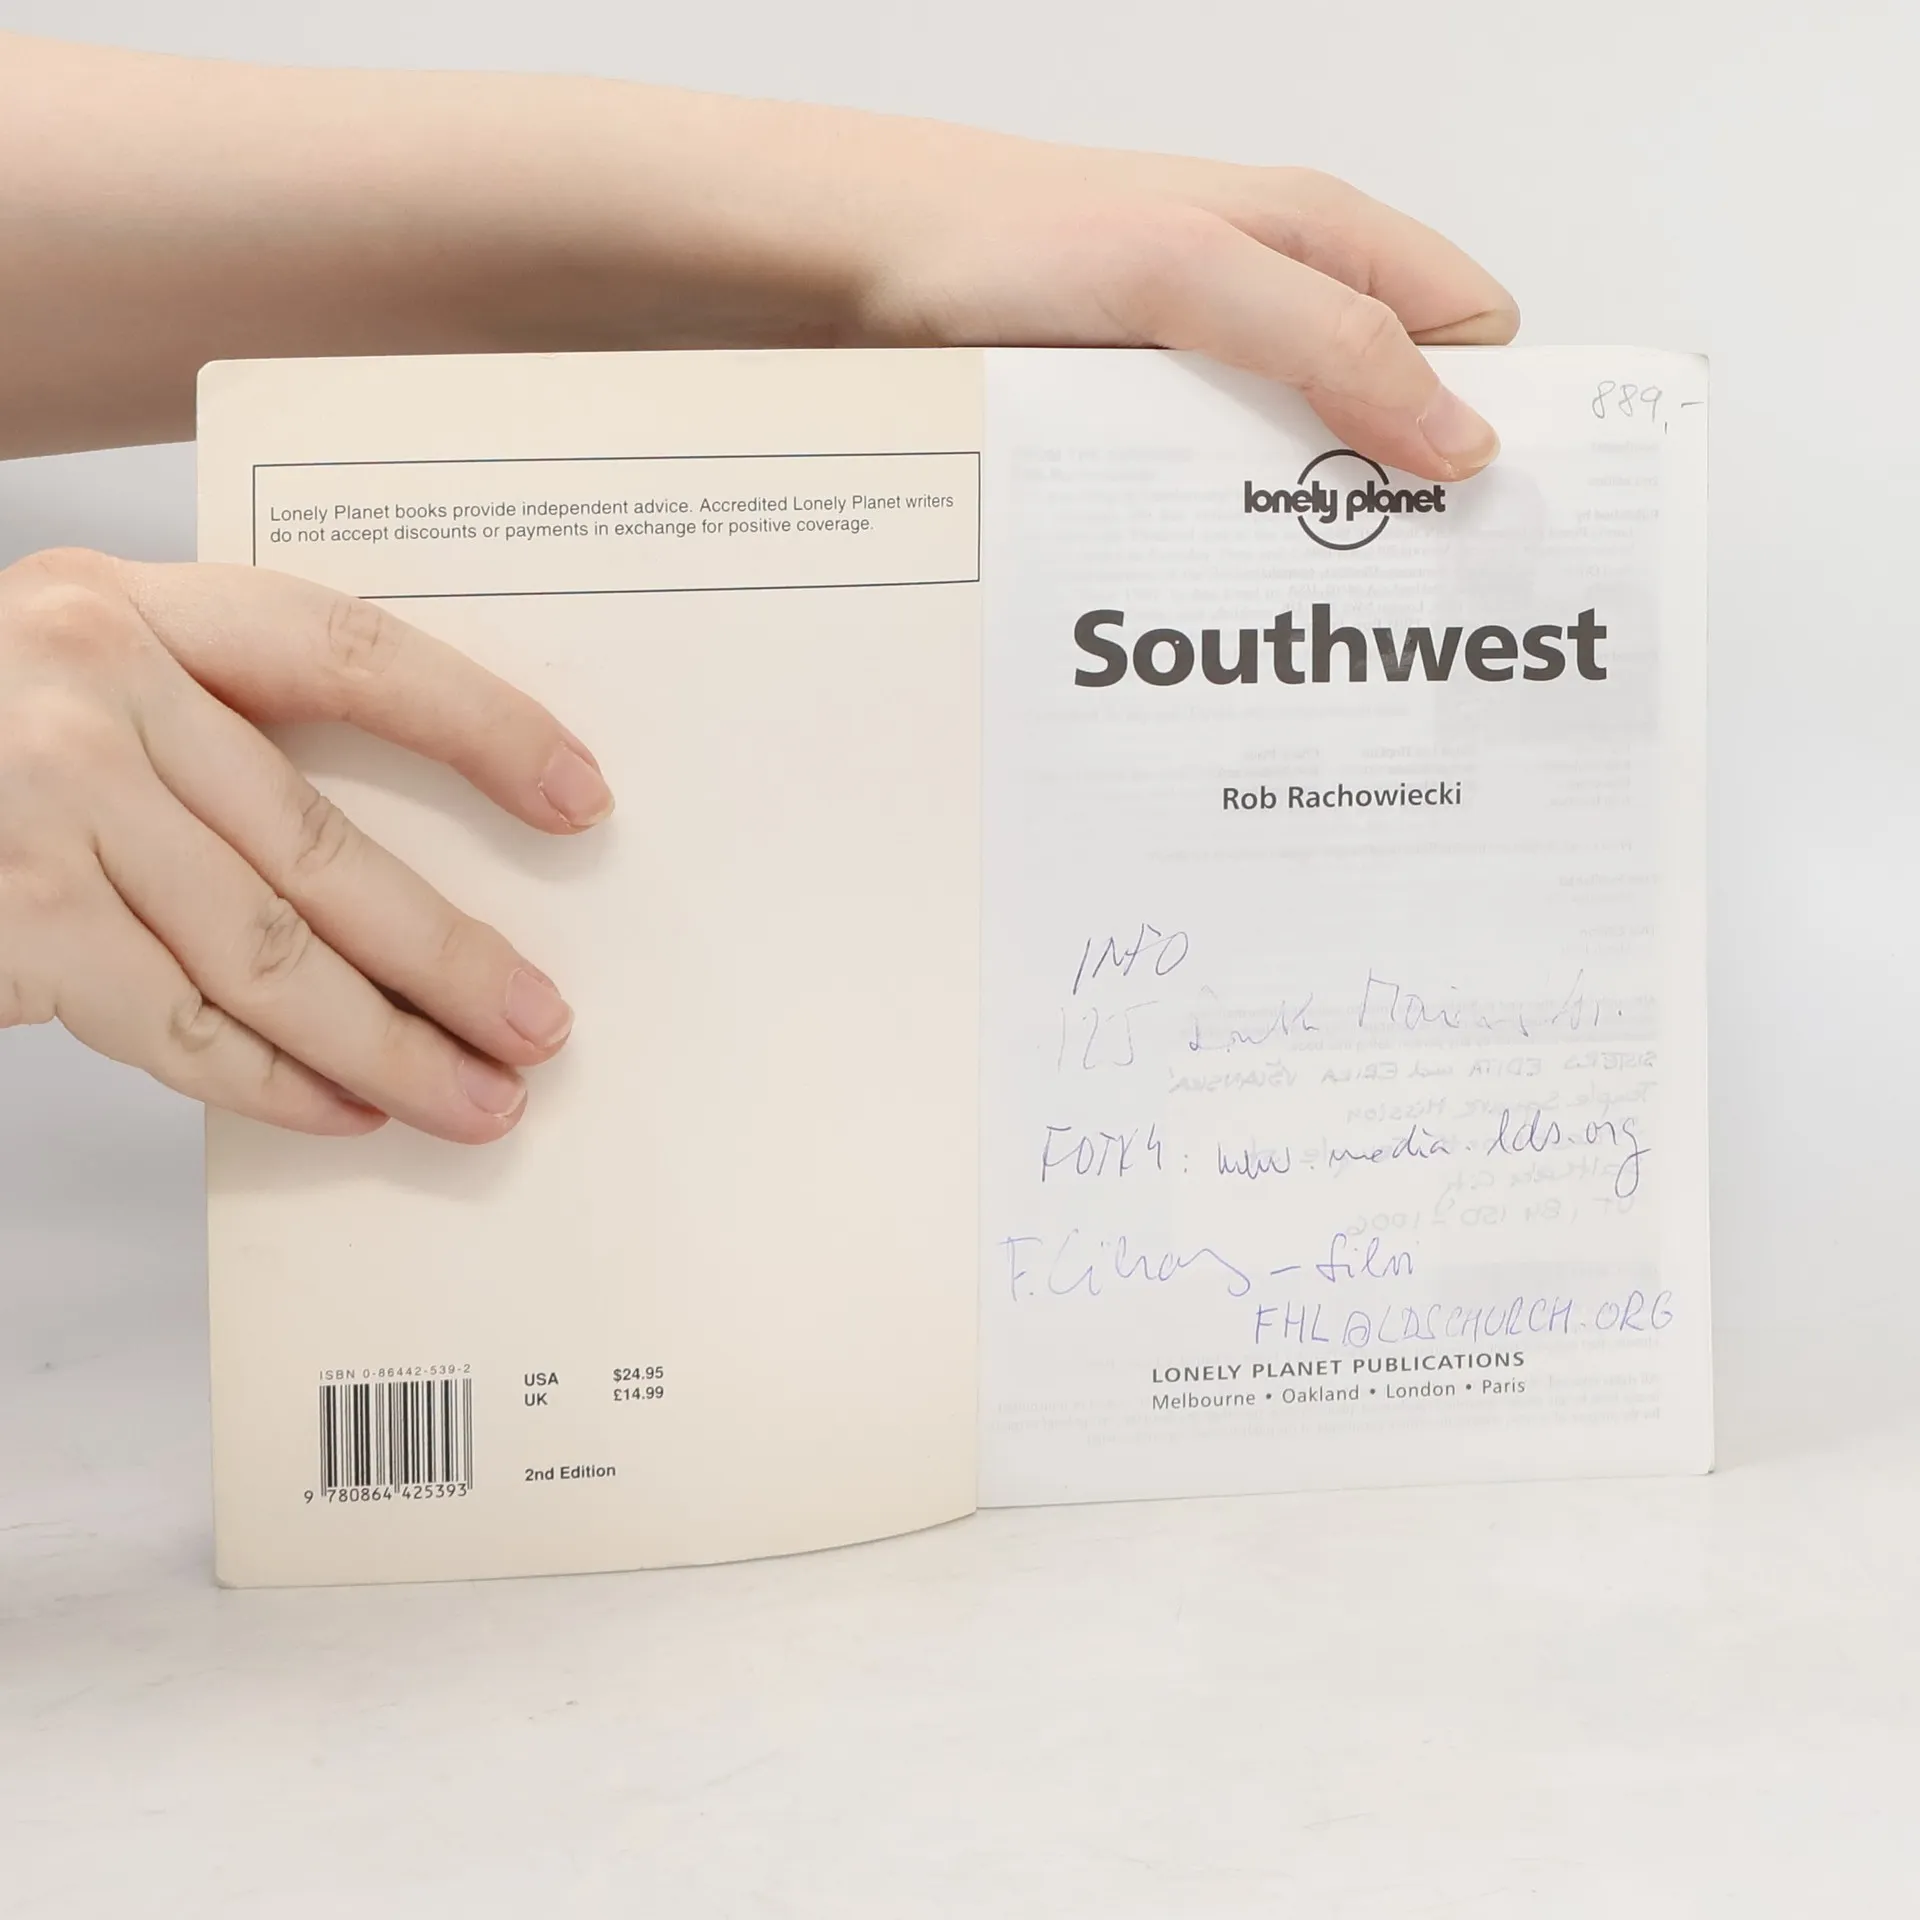 Lonely Planet books provide independent advice. Accredited Lonely Planet writers
do not accept discounts or payments in exchange for positive coverage.
ISBN 0-86442-539-2
9 780864 425393
USA $24.95
UK £14.99
2nd Edition
889,-
lonely planet
Southwest
Rob Rachowiecki
INFO
125
: www.media.lds.org
F. - film
FHL@LDSCHURCH.ORG
LONELY PLANET PUBLICATIONS
Melbourne • Oakland • London • Paris